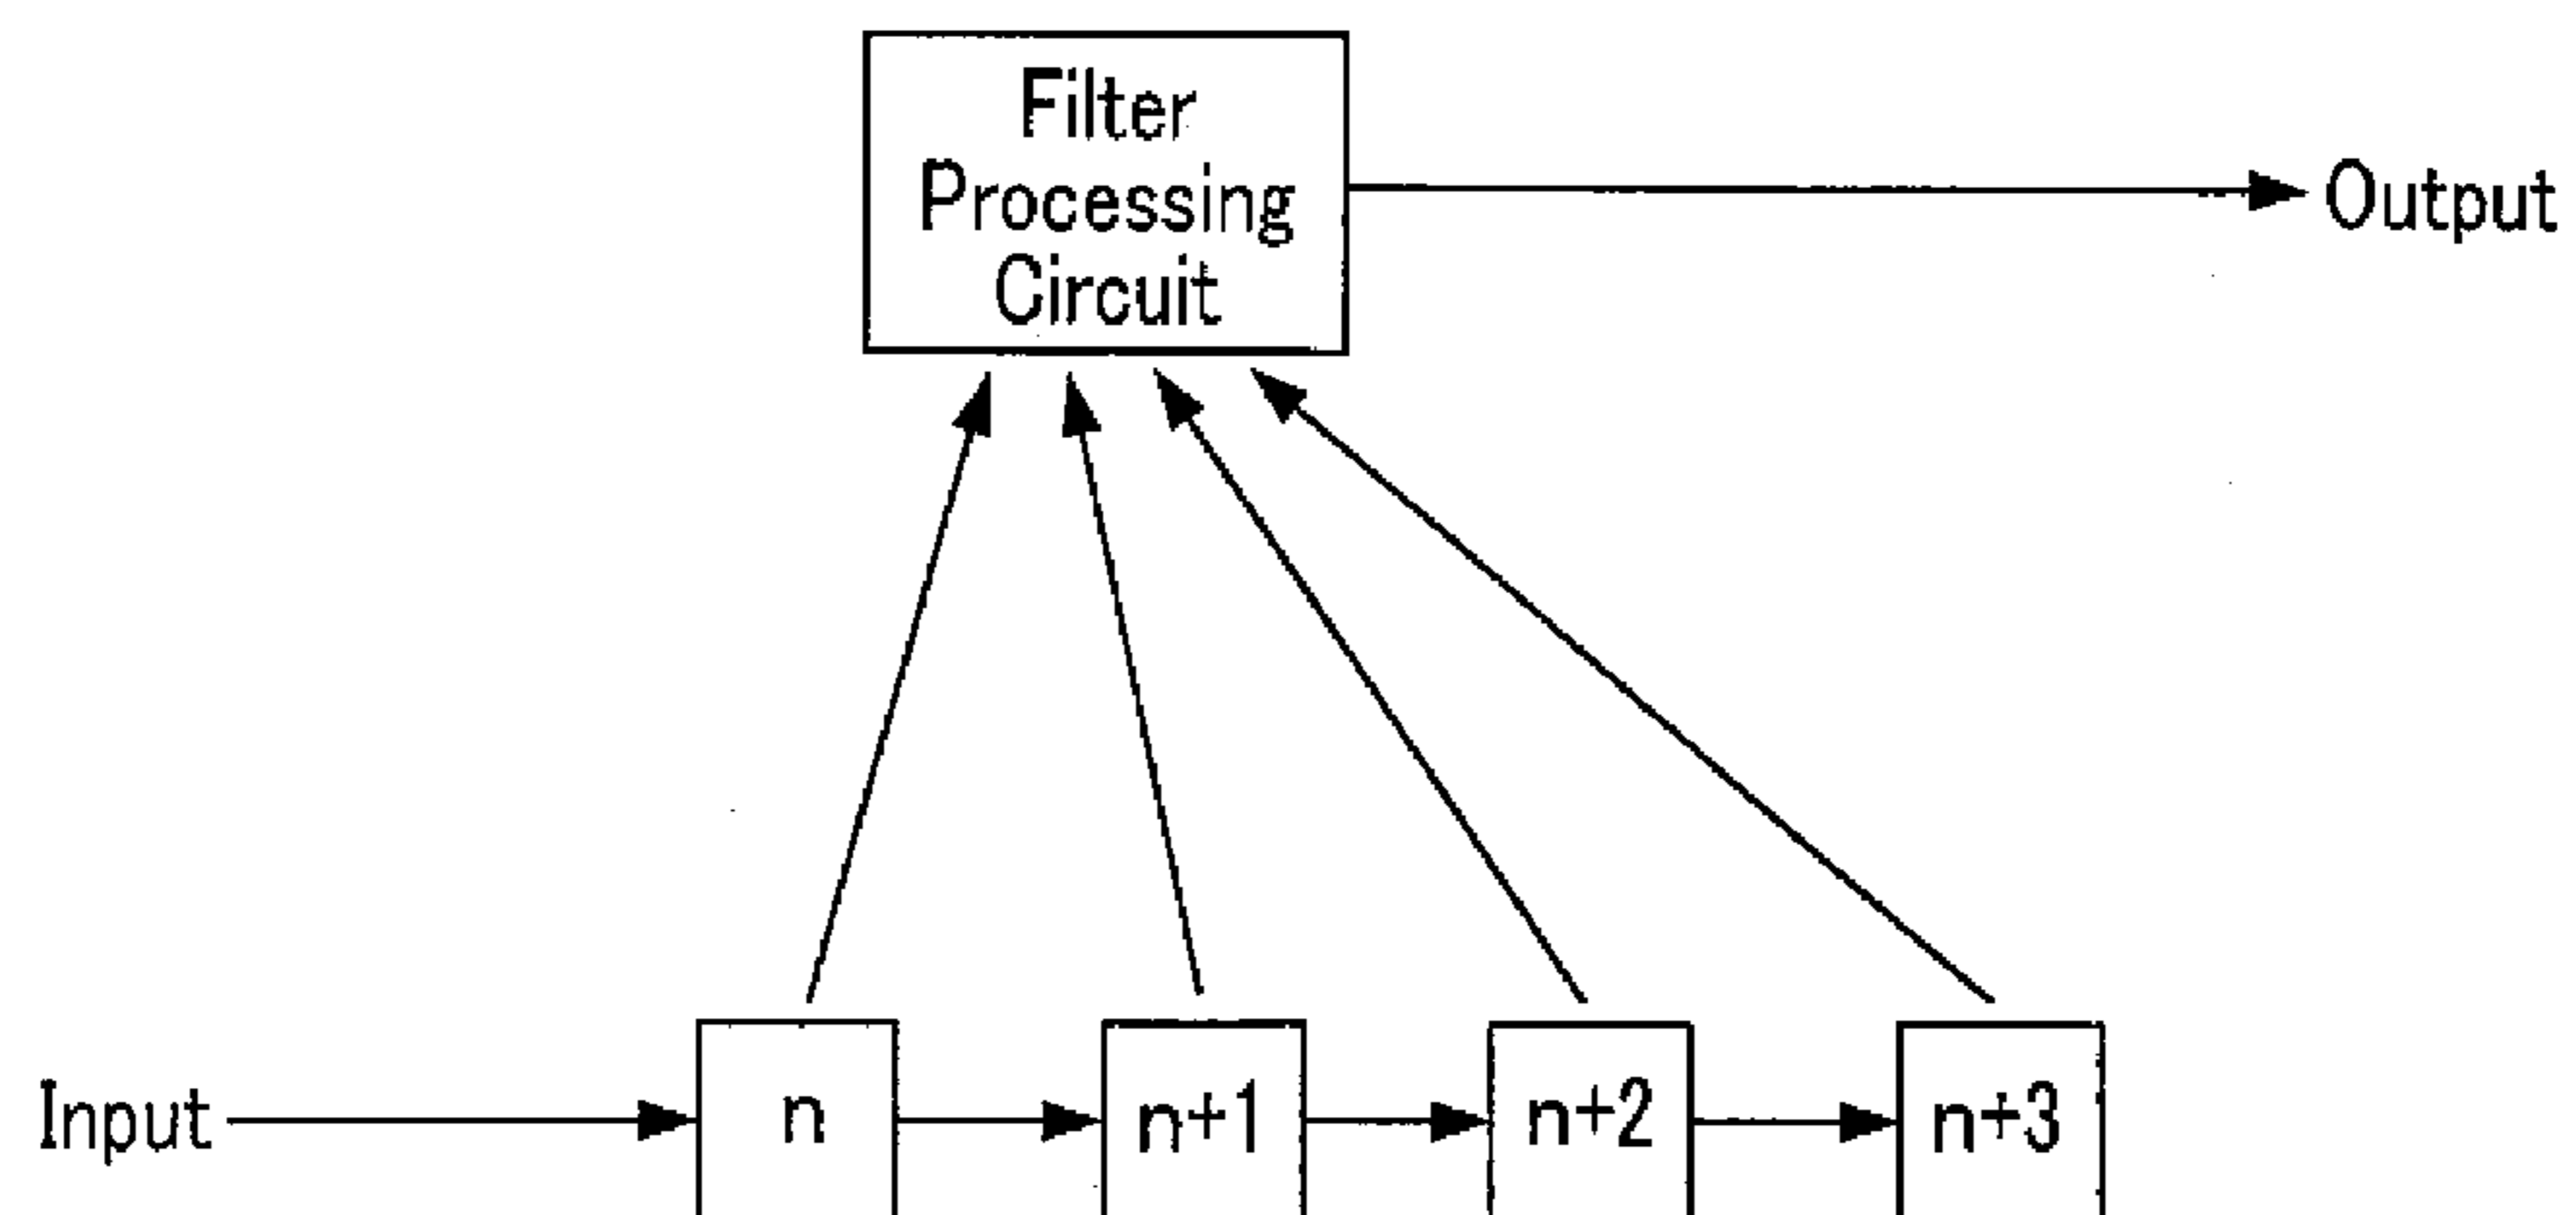 Filter
Processing
Circuit
Output
Input
n
n+1
n+2
n+3